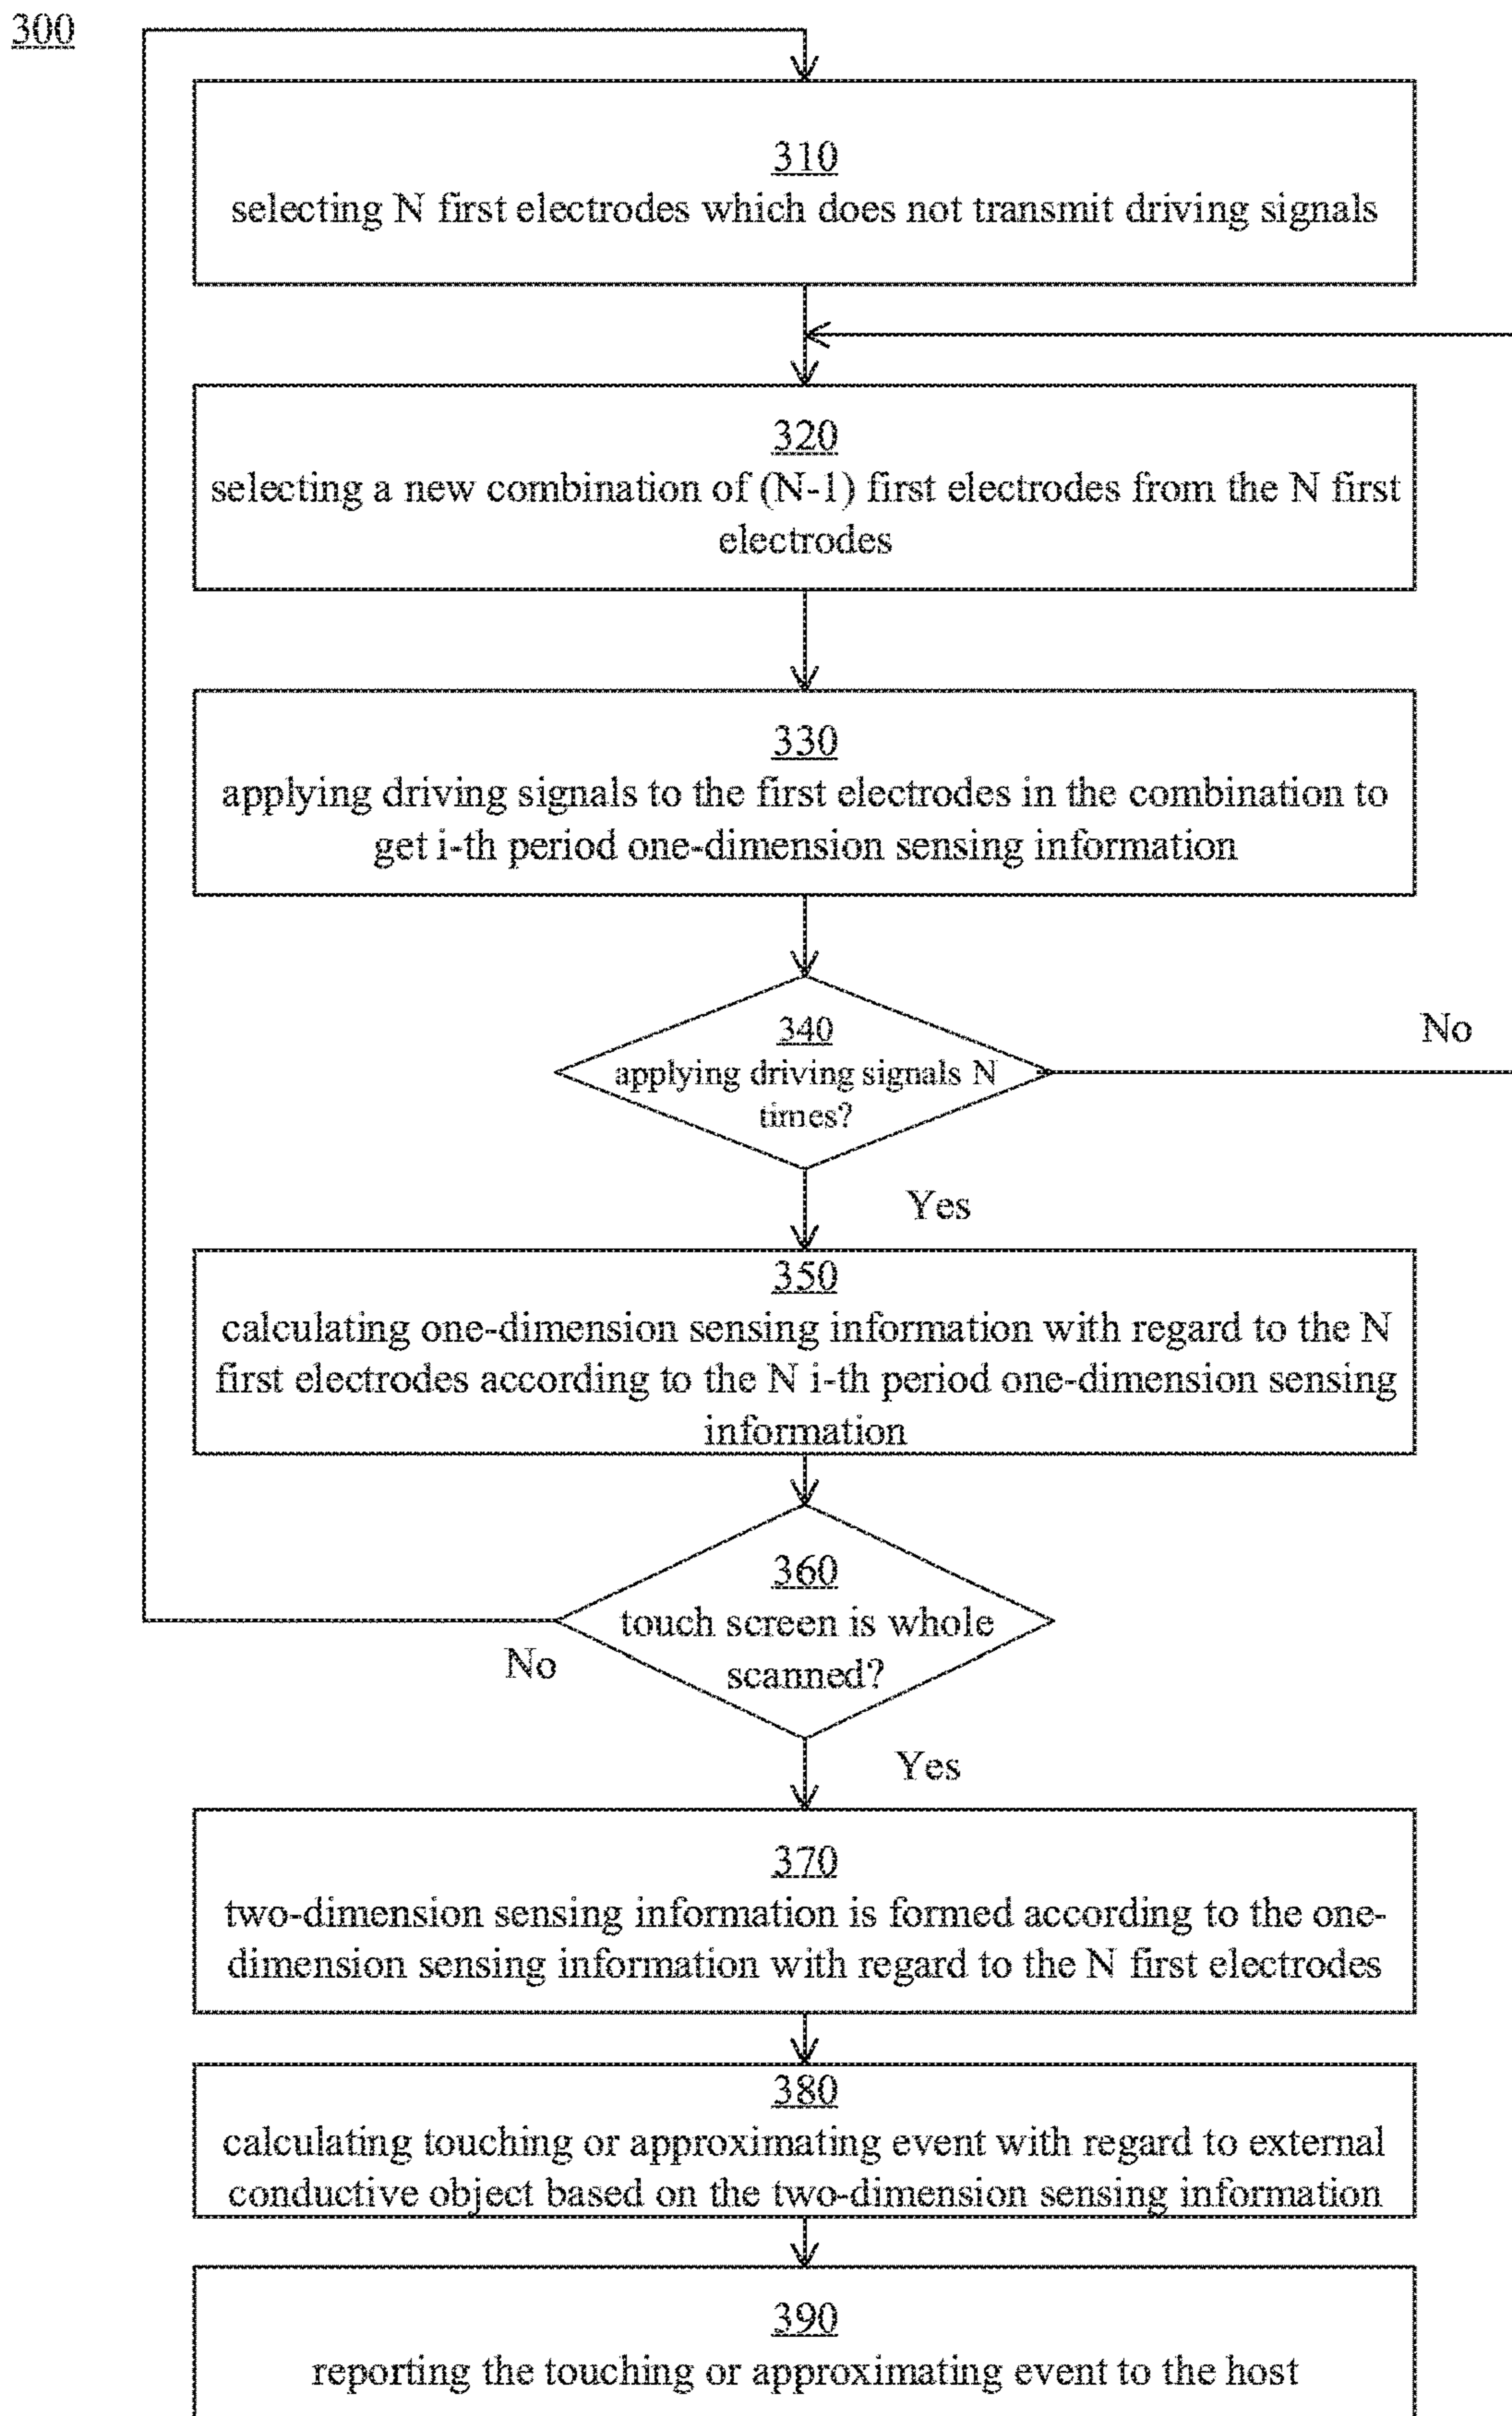 300
310
selecting N first electrodes which does not transmit driving signals
320
selecting a new combination of (N-1) first electrodes from the N first
electrodes
330
applying driving signals to the first electrodes in the combination to
get i-th period one-dimension sensing information
340
applying driving signals N
times?
No
Yes
350
calculating one-dimension sensing information with regard to the N
first electrodes according to the N i-th period one-dimension sensing
information
360
touch screen is whole
scanned?
No
Yes
370
two-dimension sensing information is formed according to the one-
dimension sensing information with regard to the N first electrodes
380
calculating touching or approximating event with regard to external
conductive object based on the two-dimension sensing information
390
reporting the touching or approximating event to the host